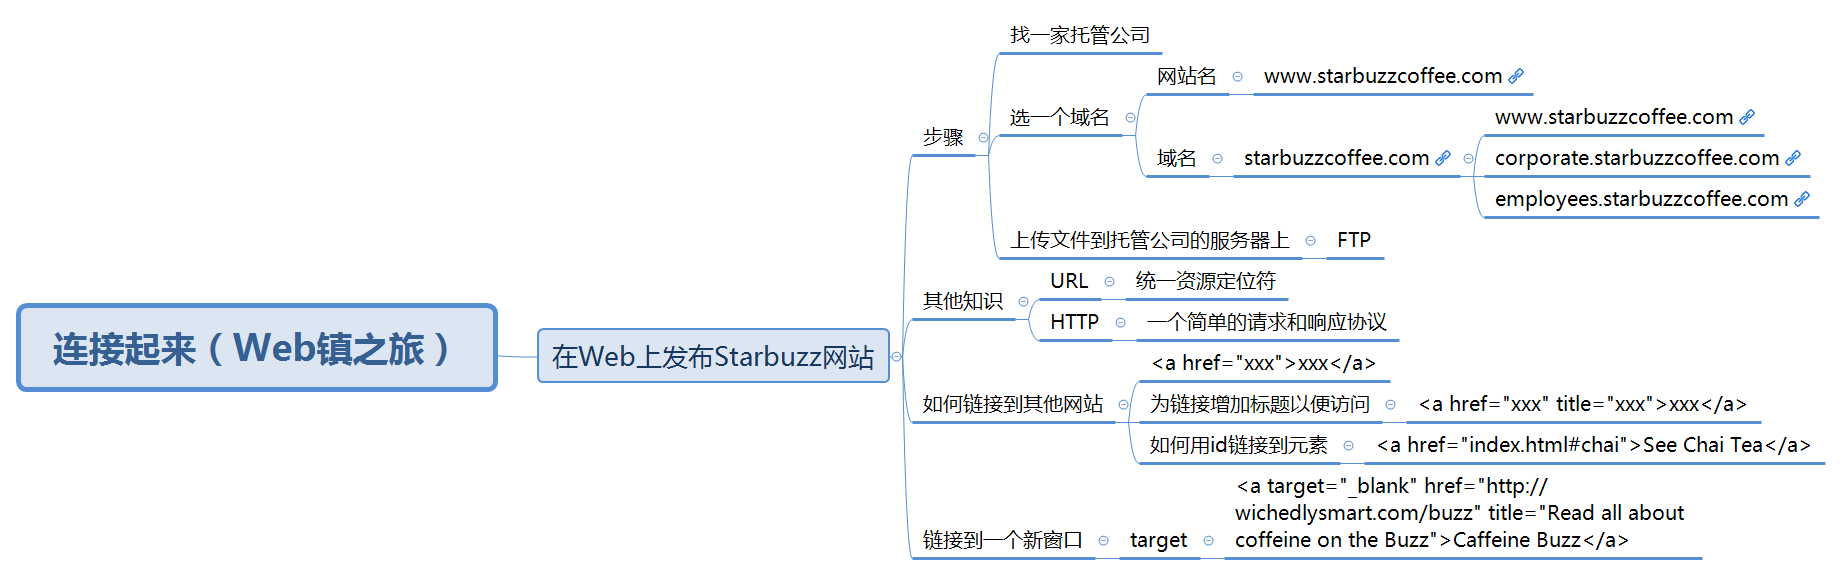 连接起来（Web镇之旅）
在Web上发布Starbuzz网站
步骤
找一家托管公司
选一个域名
网站名
www.starbuzzcoffee.com
域名
starbuzzcoffee.com
www.starbuzzcoffee.com
corporate.starbuzzcoffee.com
employees.starbuzzcoffee.com
上传文件到托管公司的服务器上
FTP
其他知识
URL
统一资源定位符
HTTP
一个简单的请求和响应协议
如何链接到其他网站
<a href="xxx">xxx</a>
为链接增加标题以便访问
<a href="xxx" title="xxx">xxx</a>
如何用id链接到元素
<a href="index.html#chai">See Chai Tea</a>
链接到一个新窗口
target
<a target="_blank" href="http://
wichedlysmart.com/buzz" title="Read all about
coffeine on the Buzz">Caffeine Buzz</a>